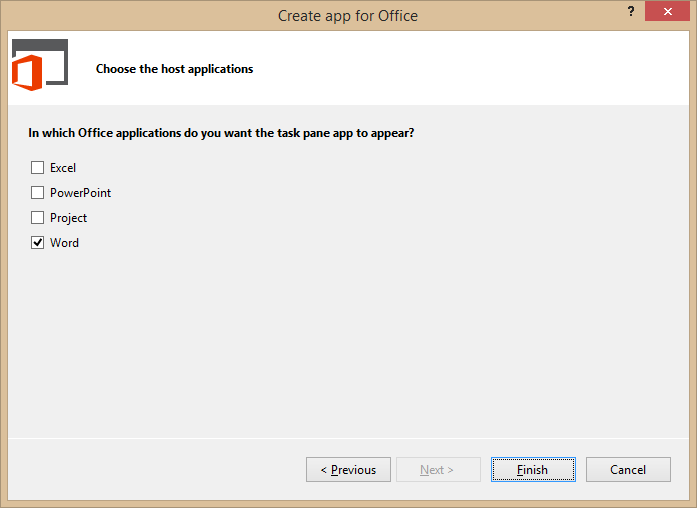 Create app for Office
?
Choose the host applications
In which Office applications do you want the task pane app to appear?
Excel
PowerPoint
Project
Word
< Previous Next > Finish Cancel